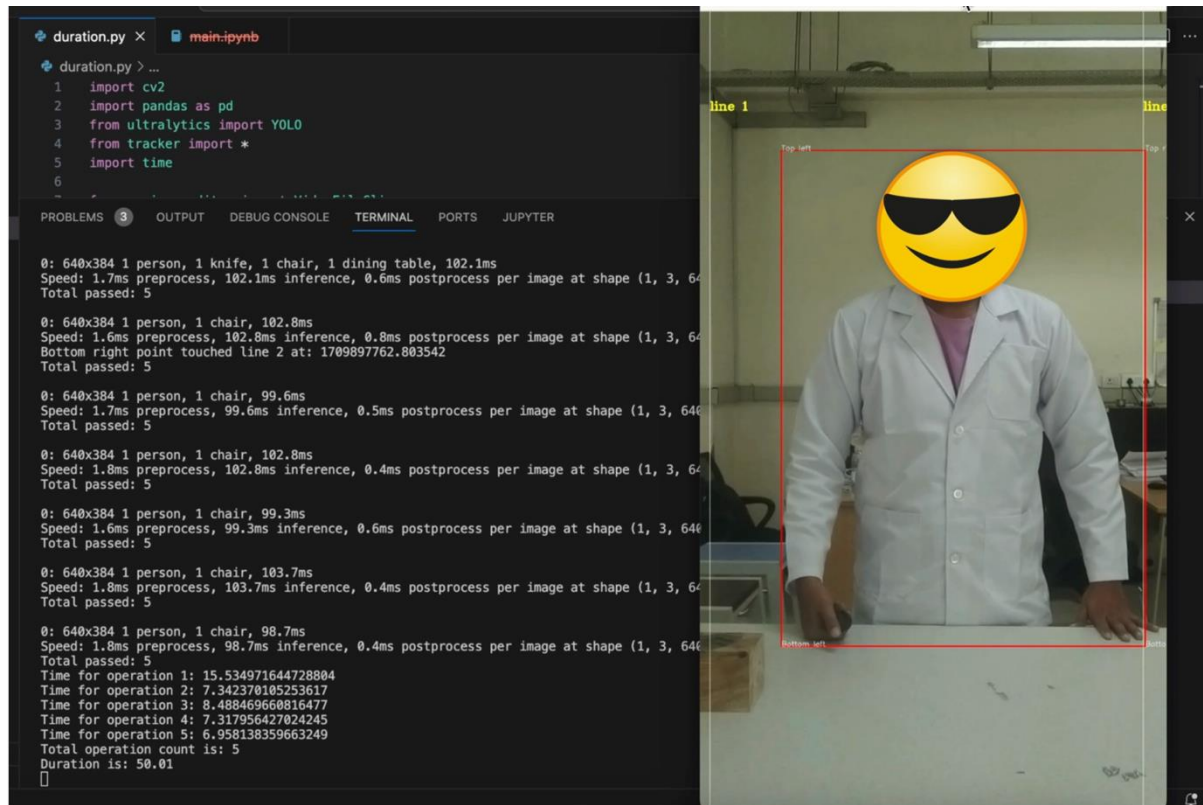 duration.py
main.ipynb
duration.py > ...
1 import cv2
2 import pandas as pd
3 from ultralytics import YOLO
4 from tracker import *
5 import time
6
PROBLEMS 3 OUTPUT DEBUG CONSOLE TERMINAL PORTS JUPYTER
0: 640x384 1 person, 1 knife, 1 chair, 1 dining table, 102.1ms
Speed: 1.7ms preprocess, 102.1ms inference, 0.6ms postprocess per image at shape (1, 3, 64
Total passed: 5
0: 640x384 1 person, 1 chair, 102.8ms
Speed: 1.6ms preprocess, 102.8ms inference, 0.8ms postprocess per image at shape (1, 3, 64
Bottom right point touched line 2 at: 1709897762.803542
Total passed: 5
0: 640x384 1 person, 1 chair, 99.6ms
Speed: 1.7ms preprocess, 99.6ms inference, 0.5ms postprocess per image at shape (1, 3, 640
Total passed: 5
0: 640x384 1 person, 1 chair, 102.8ms
Speed: 1.8ms preprocess, 102.8ms inference, 0.4ms postprocess per image at shape (1, 3, 64
Total passed: 5
0: 640x384 1 person, 1 chair, 99.3ms
Speed: 1.6ms preprocess, 99.3ms inference, 0.6ms postprocess per image at shape (1, 3, 640
Total passed: 5
0: 640x384 1 person, 1 chair, 103.7ms
Speed: 1.8ms preprocess, 103.7ms inference, 0.4ms postprocess per image at shape (1, 3, 64
Total passed: 5
0: 640x384 1 person, 1 chair, 98.7ms
Speed: 1.8ms preprocess, 98.7ms inference, 0.4ms postprocess per image at shape (1, 3, 640
Total passed: 5
Time for operation 1: 15.534971644728804
Time for operation 2: 7.342370105253617
Time for operation 3: 8.488469660816477
Time for operation 4: 7.317956427024245
Time for operation 5: 6.958138359663249
Total operation count is: 5
Duration is: 50.01
line 1
line
Top left
Top r
Bottom left
Botto